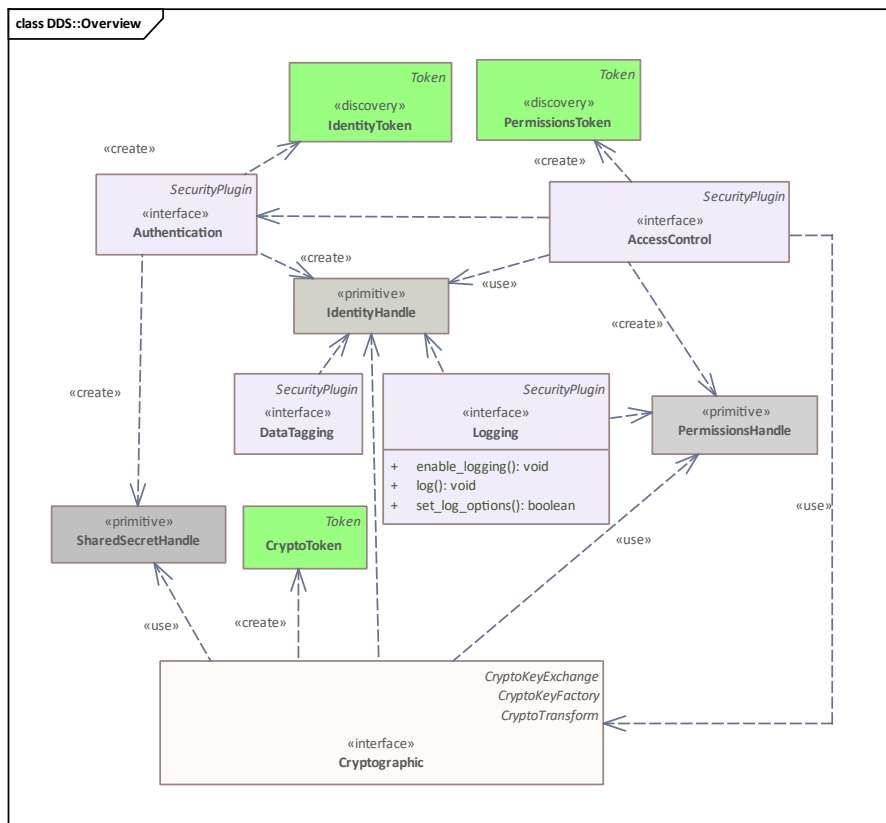 class DDS::Overview
Token
«discovery»
IdentityToken
Token
«discovery»
PermissionsToken
«create»
«create»
SecurityPlugin
«interface»
Authentication
SecurityPlugin
«interface»
AccessControl
«create»
«use»
«primitive»
IdentityHandle
«create»
SecurityPlugin
«interface»
DataTagging
SecurityPlugin
«interface»
Logging
+ enable_logging(): void
+ log(): void
+ set_log_options(): boolean
«primitive»
PermissionsHandle
«create»
«use»
«primitive»
SharedSecretHandle
Token
CryptoToken
«use»
«use»
«create»
CryptoKeyExchange
CryptoKeyFactory
CryptoTransform
«interface»
Cryptographic